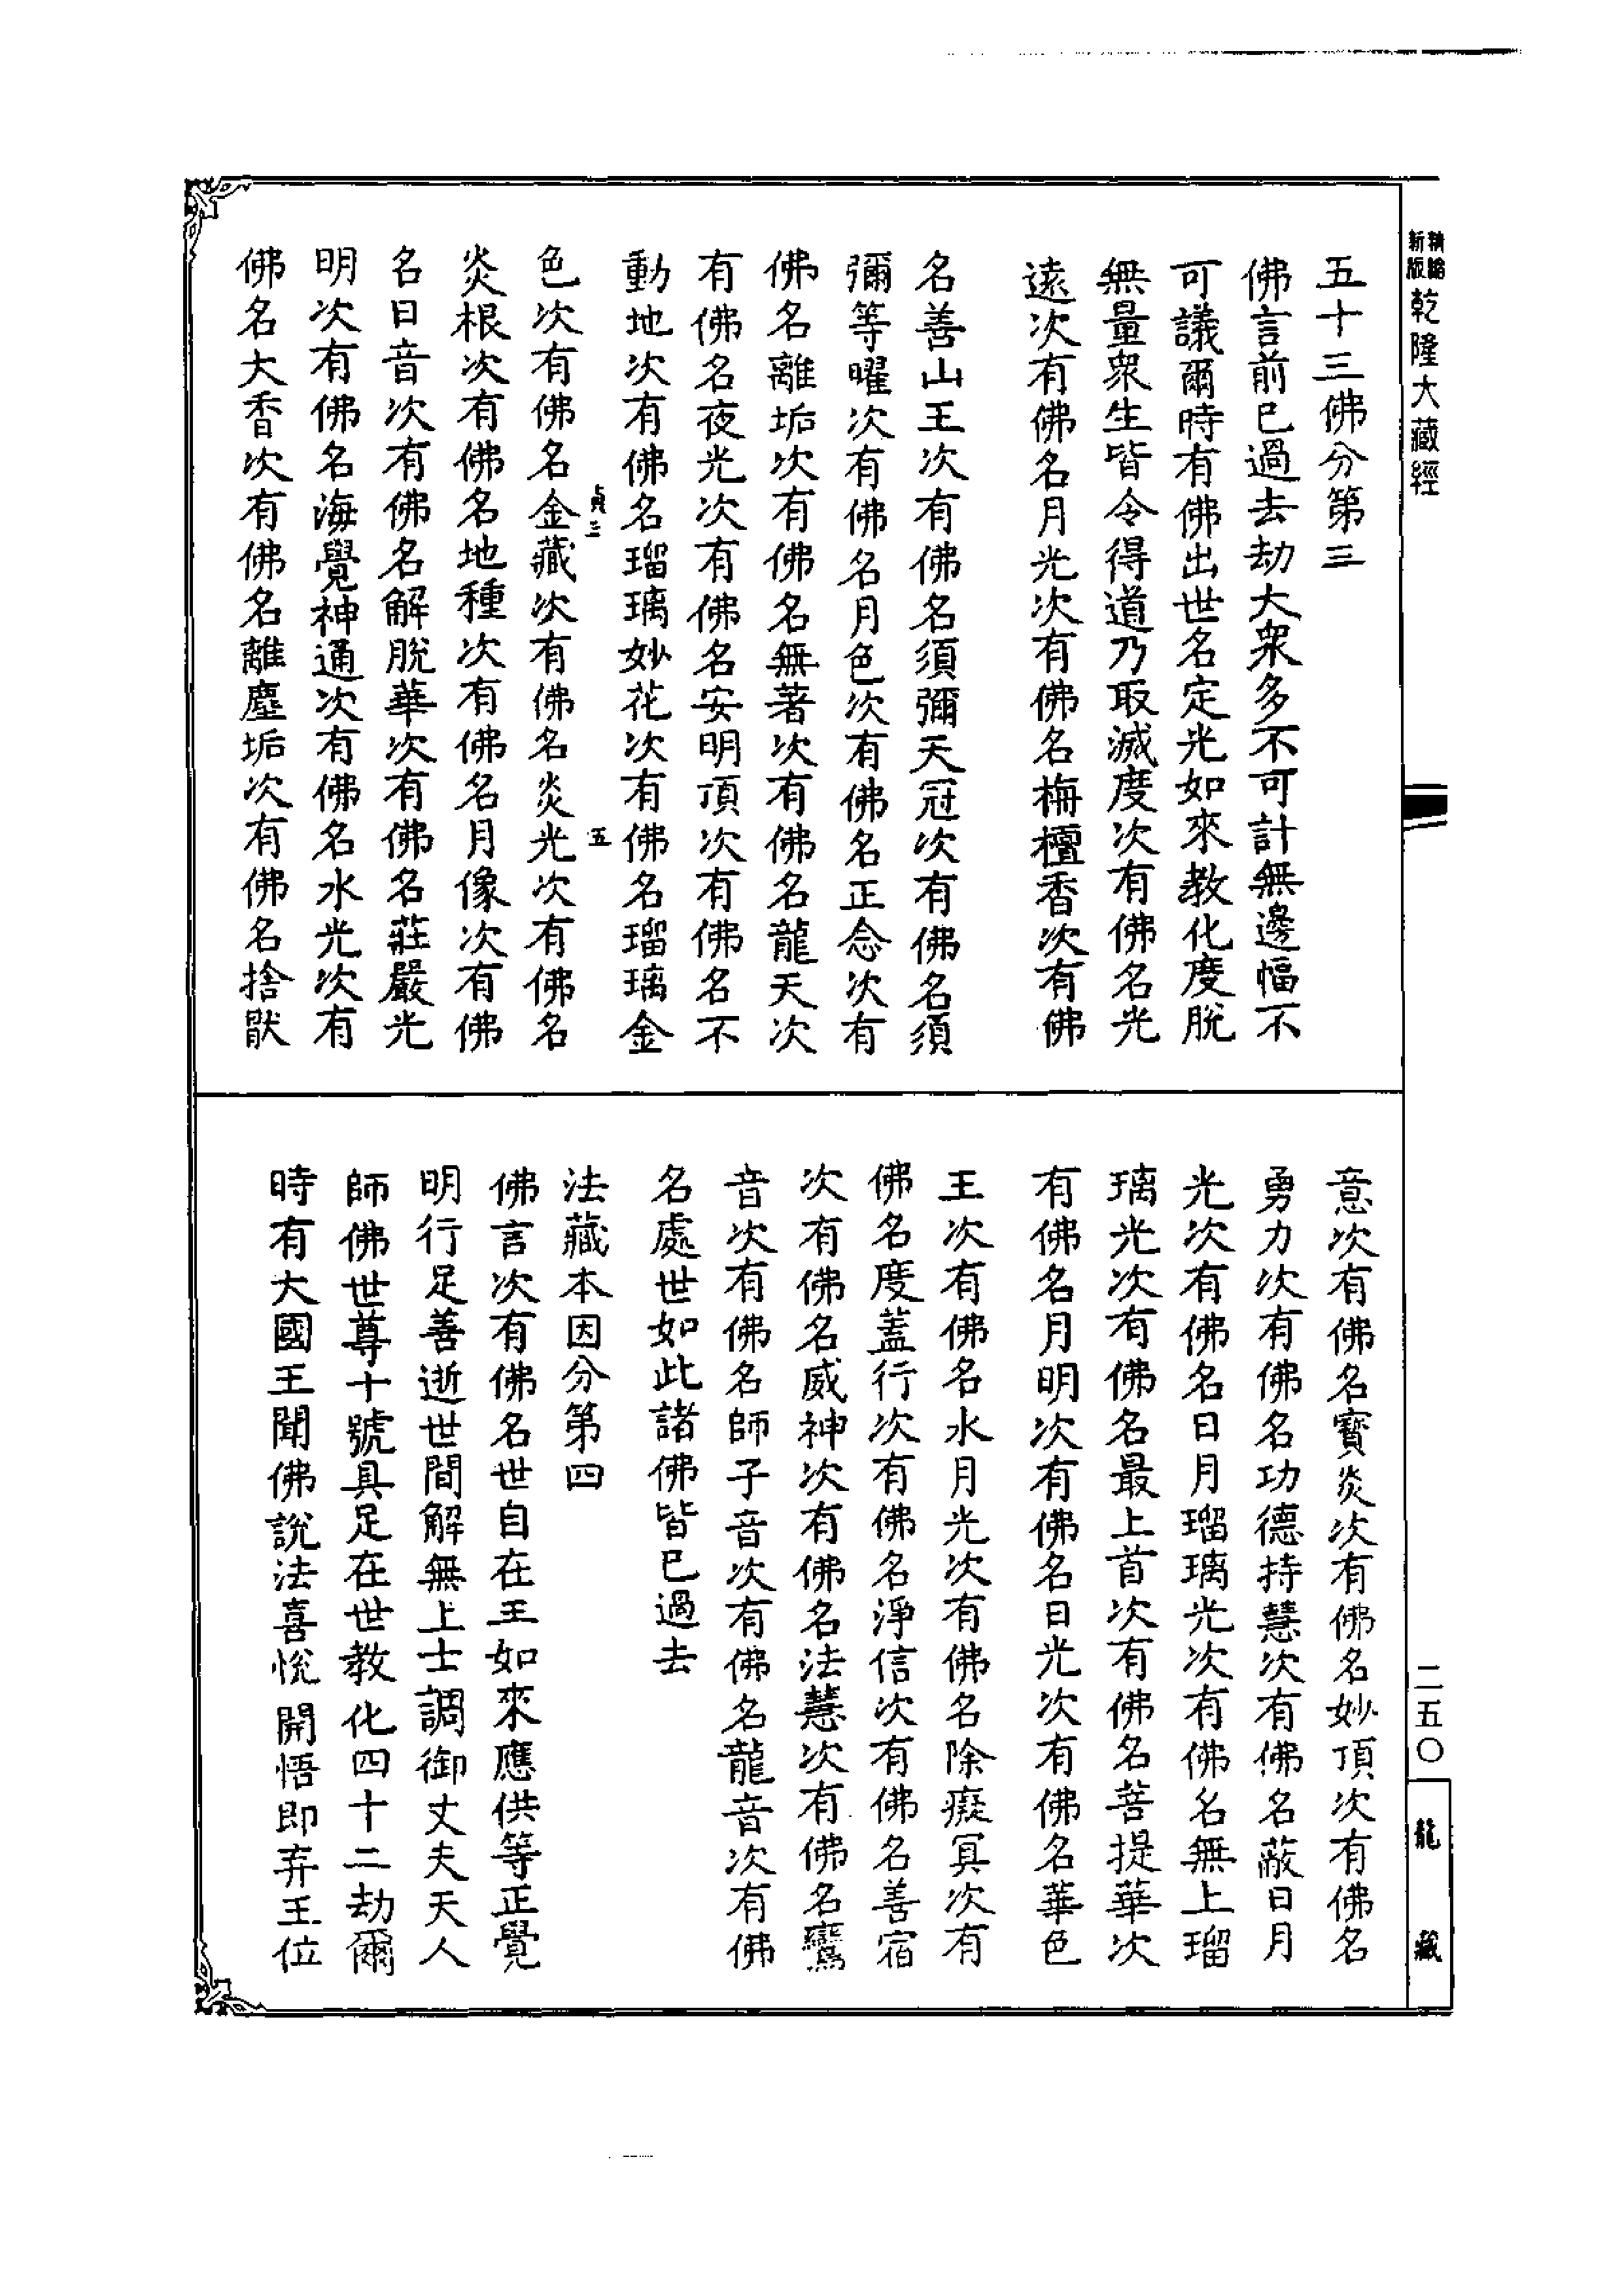 精縮
新版
乾隆大藏經
五十三佛分第三
佛言前已過去劫大衆多不可計無邊幅不
可議爾時有佛出世名定光如來教化度脫
無量衆生皆令得道乃取滅度次有佛名光
遠次有佛名月光次有佛名栴檀香次有佛
名善山王次有佛名須彌天冠次有佛名須
彌等曜次有佛名月色次有佛名正念次有
佛名離垢次有佛名無著次有佛名龍天次
有佛名夜光次有佛名安明頂次有佛名不
動地次有佛名瑠璃妙花次有佛名瑠璃金
貞三 五
色次有佛名金藏次有佛名炎光次有佛名
炎根次有佛名地種次有佛名月像次有佛
名日音次有佛名解脫華次有佛名莊嚴光
明次有佛名海覺神通次有佛名水光次有
佛名大香次有佛名離塵垢次有佛名捨猒
意次有佛名寶炎次有佛名妙頂次有佛名
勇力次有佛名功德持慧次有佛名蔽日月
光次有佛名日月瑠璃光次有佛名無上瑠
璃光次有佛名最上首次有佛名菩提華次
有佛名月明次有佛名日光次有佛名華色
王次有佛名水月光次有佛名除癡冥次有
佛名度蓋行次有佛名淨信次有佛名善宿
次有佛名威神次有佛名法慧次有佛名鸞
音次有佛名師子音次有佛名龍音次有佛
名處世如此諸佛皆已過去
法藏本因分第四
佛言次有佛名世自在王如來應供等正覺
明行足善逝世間解無上士調御丈夫天人
師佛世尊十號具足在世教化四十二劫爾
時有大國王聞佛說法喜悅開悟即弃王位
二五〇
龍藏